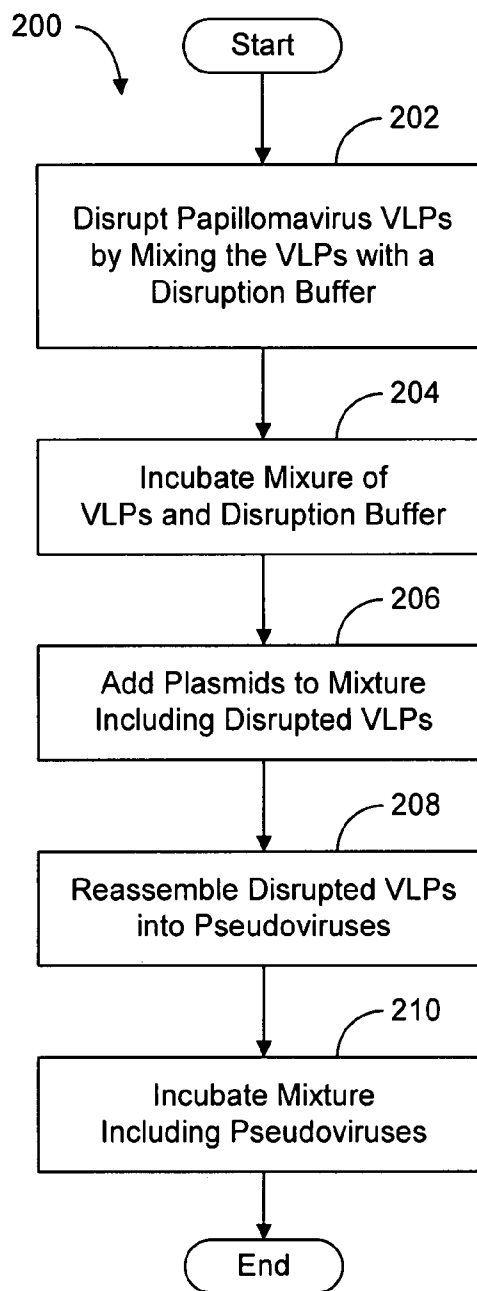 200
Start
202
Disrupt Papillomavirus VLPs
by Mixing the VLPs with a
Disruption Buffer
204
Incubate Mixure of
VLPs and Disruption Buffer
206
Add Plasmids to Mixture
Including Disrupted VLPs
208
Reassemble Disrupted VLPs
into Pseudoviruses
210
Incubate Mixture
Including Pseudoviruses
End